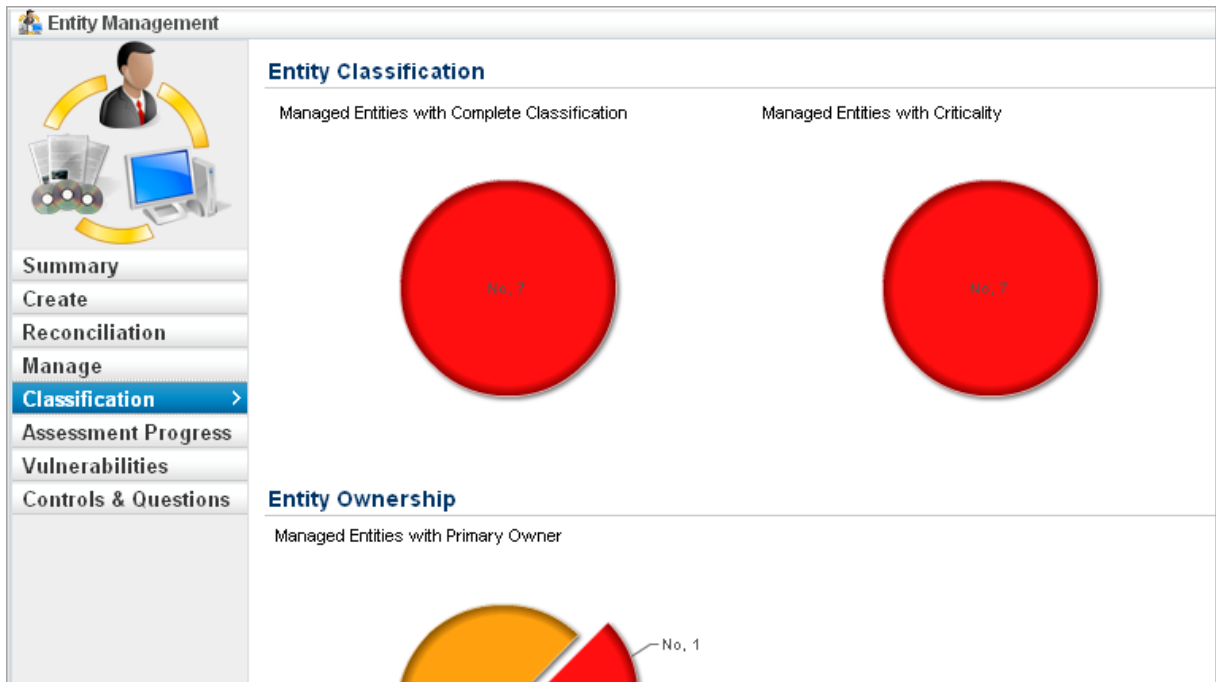 Entity Management
Summary
Create
Reconciliation
Manage
Classification >
Assessment Progress
Vulnerabilities
Controls & Questions
Entity Classification
Managed Entities with Complete Classification
No, 7
Managed Entities with Criticality
No, 7
Entity Ownership
Managed Entities with Primary Owner
No, 1